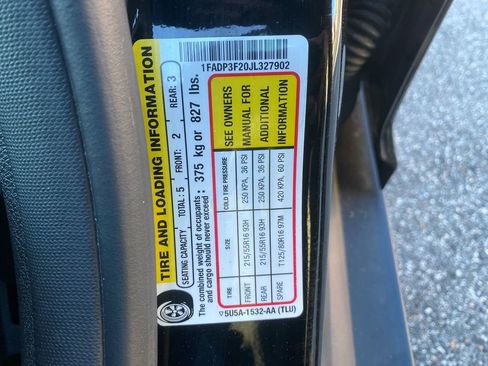 1FADP3F20JL327902
TIRE AND LOADING INFORMATION
SEATING CAPACITY TOTAL: 5 FRONT: 2 REAR: 3
The combined weight of occupants
and cargo should never exceed : 375 kg or 827 lbs.
TIRE SIZE COLD TIRE PRESSURE
FRONT 215/55R16 93H 250 KPA, 36 PSI
REAR 215/55R16 93H 250 KPA, 36 PSI
SPARE T125/80R16 97M 420 KPA, 60 PSI
SEE OWNERS
MANUAL FOR
ADDITIONAL
INFORMATION
5U5A-1532-AA (TLU)